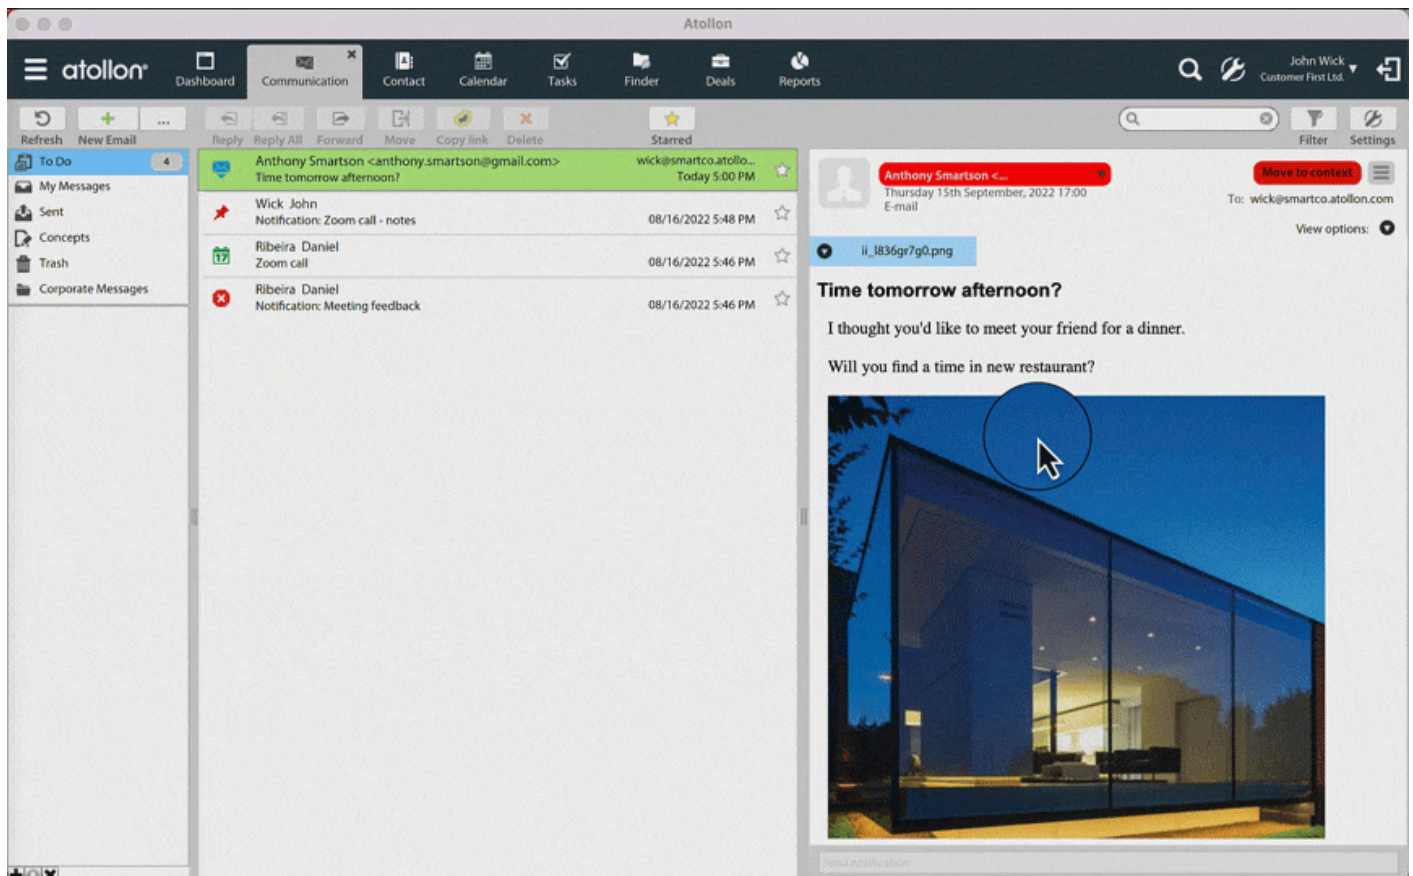 Atollon
atollon
Dashboard
Communication
Contact
Calendar
Tasks
Finder
Deals
Reports
John Wick
Customer First Ltd.
Refresh
New Email
...
Reply
Reply All
Forward
Move
Copy link
Delete
Starred
Filter
Settings
To Do 4
My Messages
Sent
Concepts
Trash
Corporate Messages
Anthony Smartson <anthony.smartson@gmail.com> wick@smartco.atollo...
Time tomorrow afternoon? Today 5:00 PM
Wick John
Notification: Zoom call - notes 08/16/2022 5:48 PM
17
Ribeira Daniel
Zoom call 08/16/2022 5:46 PM
Ribeira Daniel
Notification: Meeting feedback 08/16/2022 5:46 PM
Anthony Smartson <...
Move to context
Thursday 15th September, 2022 17:00
E-mail
To: wick@smartco.atollon.com
View options:
ii_l836gr7g0.png
Time tomorrow afternoon?
I thought you'd like to meet your friend for a dinner.
Will you find a time in new restaurant?
Send notification